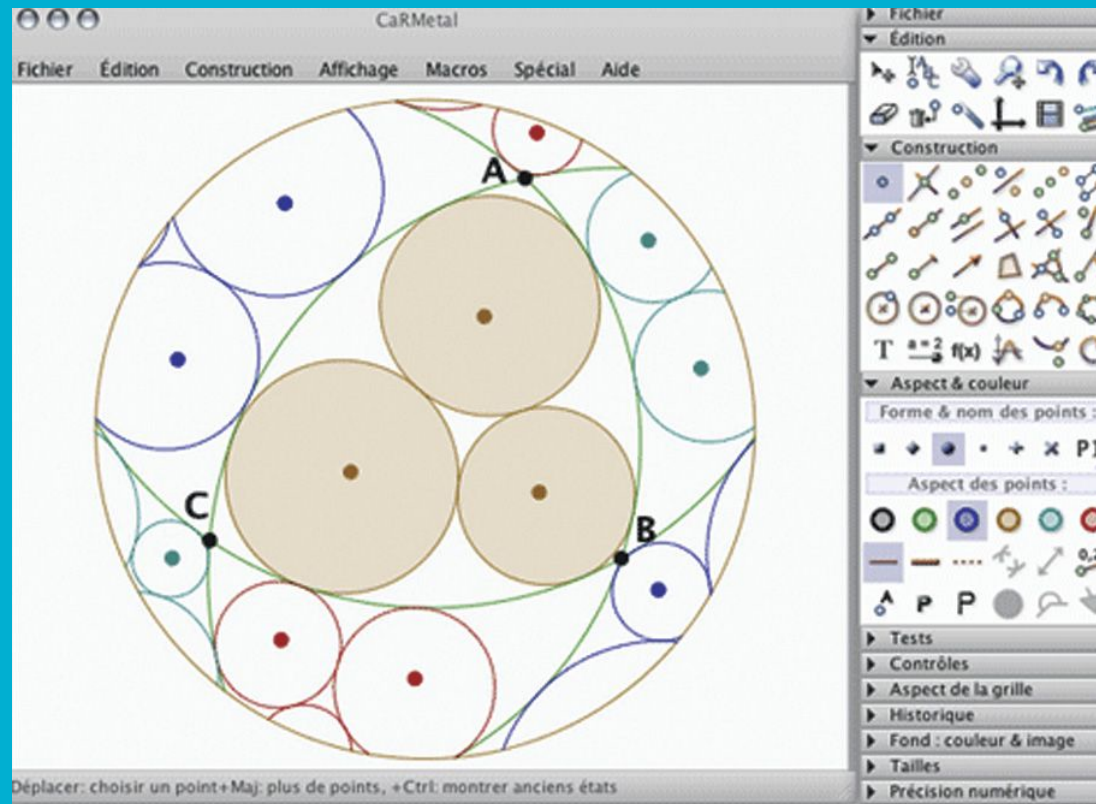 CaRMetal
Fichier Édition Construction Affichage Macros Spécial Aide
A
C
B
Déplacer: choisir un point+Maj: plus de points, +Ctrl: montrer anciens états
Fichier
Édition
Construction
T a=2 f(x)
Aspect & couleur
Forme & nom des points :
Aspect des points :
A P P
Tests
Contrôles
Aspect de la grille
Historique
Fond : couleur & image
Tailles
Précision numérique